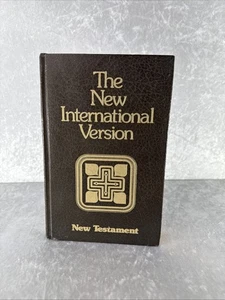 The
New
International
Version
New Testament